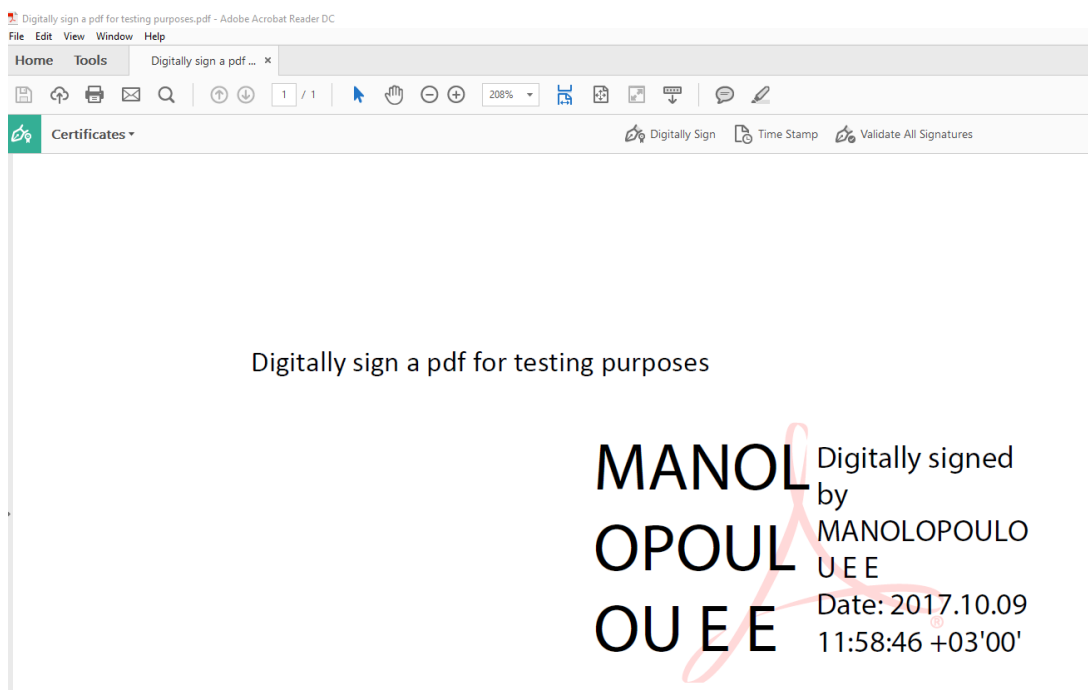 Digitally sign a pdf for testing purposes.pdf - Adobe Acrobat Reader DC
File Edit View Window Help
Home Tools Digitally sign a pdf ... ×
1 / 1 208%
Certificates Digitally Sign Time Stamp Validate All Signatures
Digitally sign a pdf for testing purposes
MANOL
OPOUL
OU E E
Digitally signed
by
MANOLOPOULO
U E E
Date: 2017.10.09
11:58:46 +03'00'
®